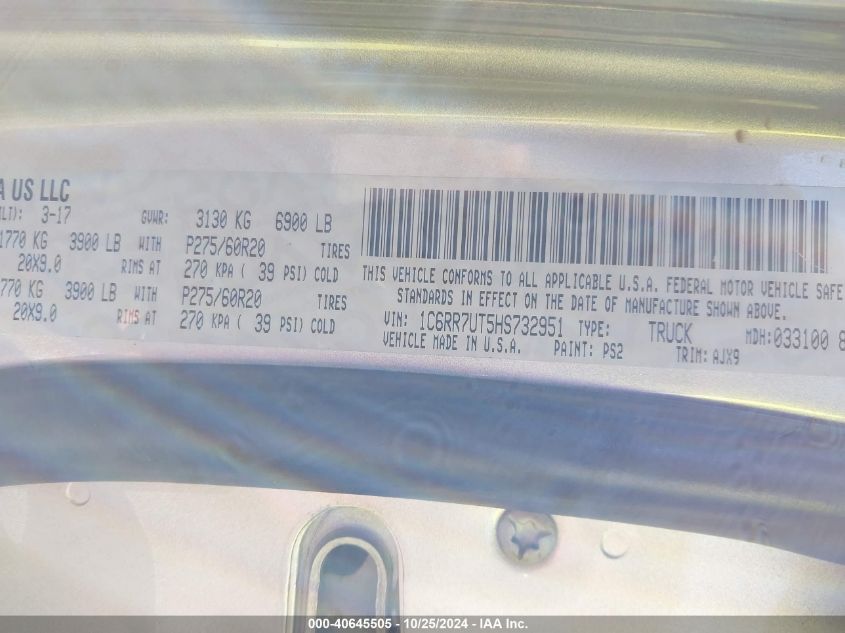 A US LLC
ILT): 3-17 GVWR: 3130 KG 6900 LB
1770 KG 3900 LB WITH P275/60R20 TIRES
20X9.0 RIMS AT 270 KPA ( 39 PSI) COLD
770 KG 3900 LB WITH P275/60R20 TIRES
20X9.0 RIMS AT 270 KPA ( 39 PSI) COLD
THIS VEHICLE CONFORMS TO ALL APPLICABLE U.S.A. FEDERAL MOTOR VEHICLE SAFE
STANDARDS IN EFFECT ON THE DATE OF MANUFACTURE SHOWN ABOVE.
VIN: 1C6RR7UT5HS732951 TYPE: TRUCK MDH:033100 8
VEHICLE MADE IN U.S.A. PAINT: PS2 TRIM: AJX9
000-40645505 - 10/25/2024 - IAA Inc.